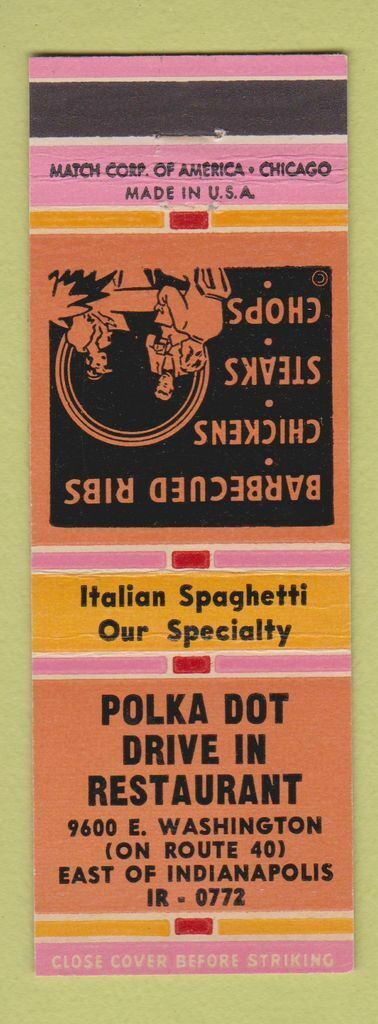 MATCH CORP. OF AMERICA • CHICAGO
MADE IN U.S.A.
BARBECUED RIBS
•
CHICKENS
•
STEAKS
•
CHOPS
©
Italian Spaghetti
Our Specialty
POLKA DOT
DRIVE IN
RESTAURANT
9600 E. WASHINGTON
(ON ROUTE 40)
EAST OF INDIANAPOLIS
IR - 0772
CLOSE COVER BEFORE STRIKING